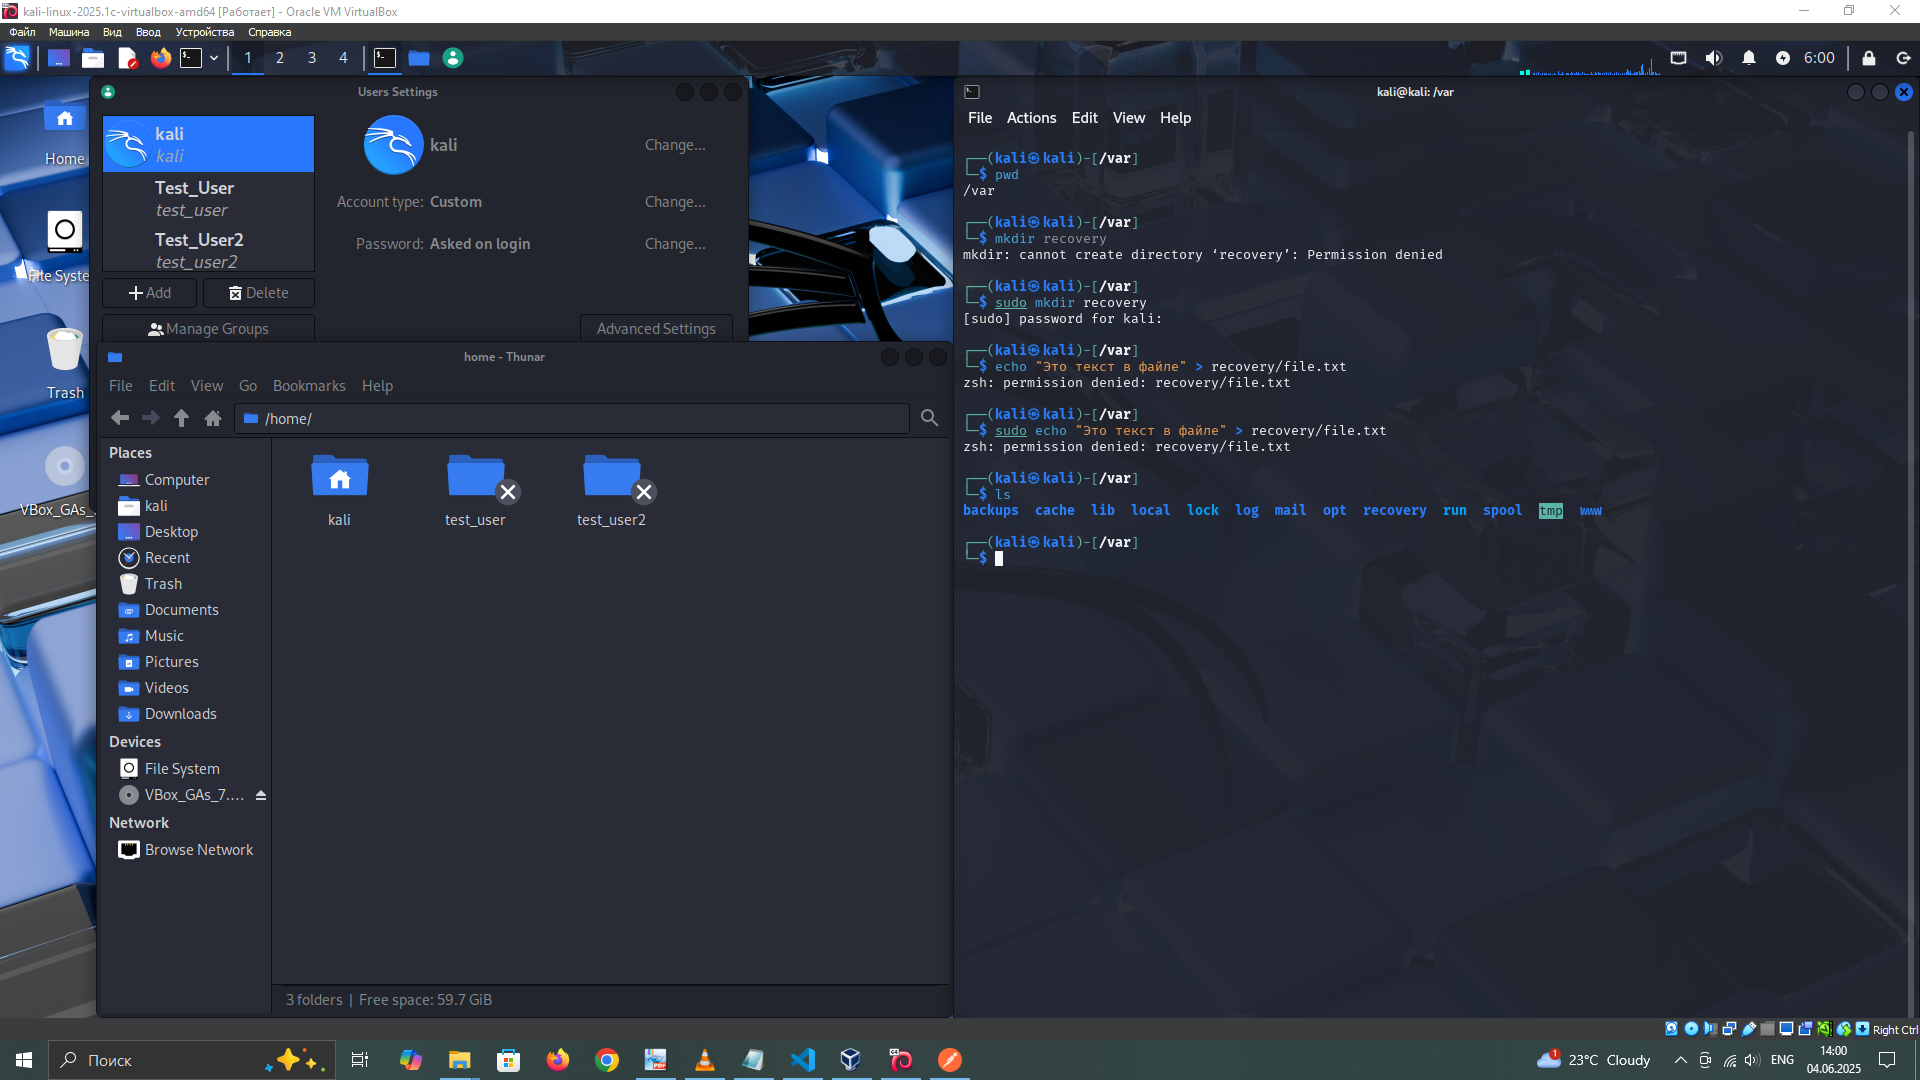 kali-linux-2025.1c-virtualbox-amd64 [Работает] - Oracle VM VirtualBox
Файл Машина Вид Ввод Устройства Справка
1 2 3 4
6:00
Home
File Syste
Trash
VBox_GAs_
Users Settings
kali
kali
Test_User
test_user
Test_User2
test_user2
Add
Delete
Manage Groups
kali
Change...
Account type: Custom
Change...
Password: Asked on login
Change...
Advanced Settings
home - Thunar
File Edit View Go Bookmarks Help
/home/
Places
Computer
kali
Desktop
Recent
Trash
Documents
Music
Pictures
Videos
Downloads
Devices
File System
VBox_GAs_7....
Network
Browse Network
kali
test_user
test_user2
3 folders | Free space: 59.7 GiB
kali@kali: /var
File Actions Edit View Help
┌──(kali㉿kali)-[/var]
└─$ pwd
/var
┌──(kali㉿kali)-[/var]
└─$ mkdir recovery
mkdir: cannot create directory ‘recovery’: Permission denied
┌──(kali㉿kali)-[/var]
└─$ sudo mkdir recovery
[sudo] password for kali:
┌──(kali㉿kali)-[/var]
└─$ echo "Это текст в файле" > recovery/file.txt
zsh: permission denied: recovery/file.txt
┌──(kali㉿kali)-[/var]
└─$ sudo echo "Это текст в файле" > recovery/file.txt
zsh: permission denied: recovery/file.txt
┌──(kali㉿kali)-[/var]
└─$ ls
backups cache lib local lock log mail opt recovery run spool tmp www
┌──(kali㉿kali)-[/var]
└─$
Right Ctrl
Поиск
PDF
64
1
23°C Cloudy
ENG
14:00
04.06.2025